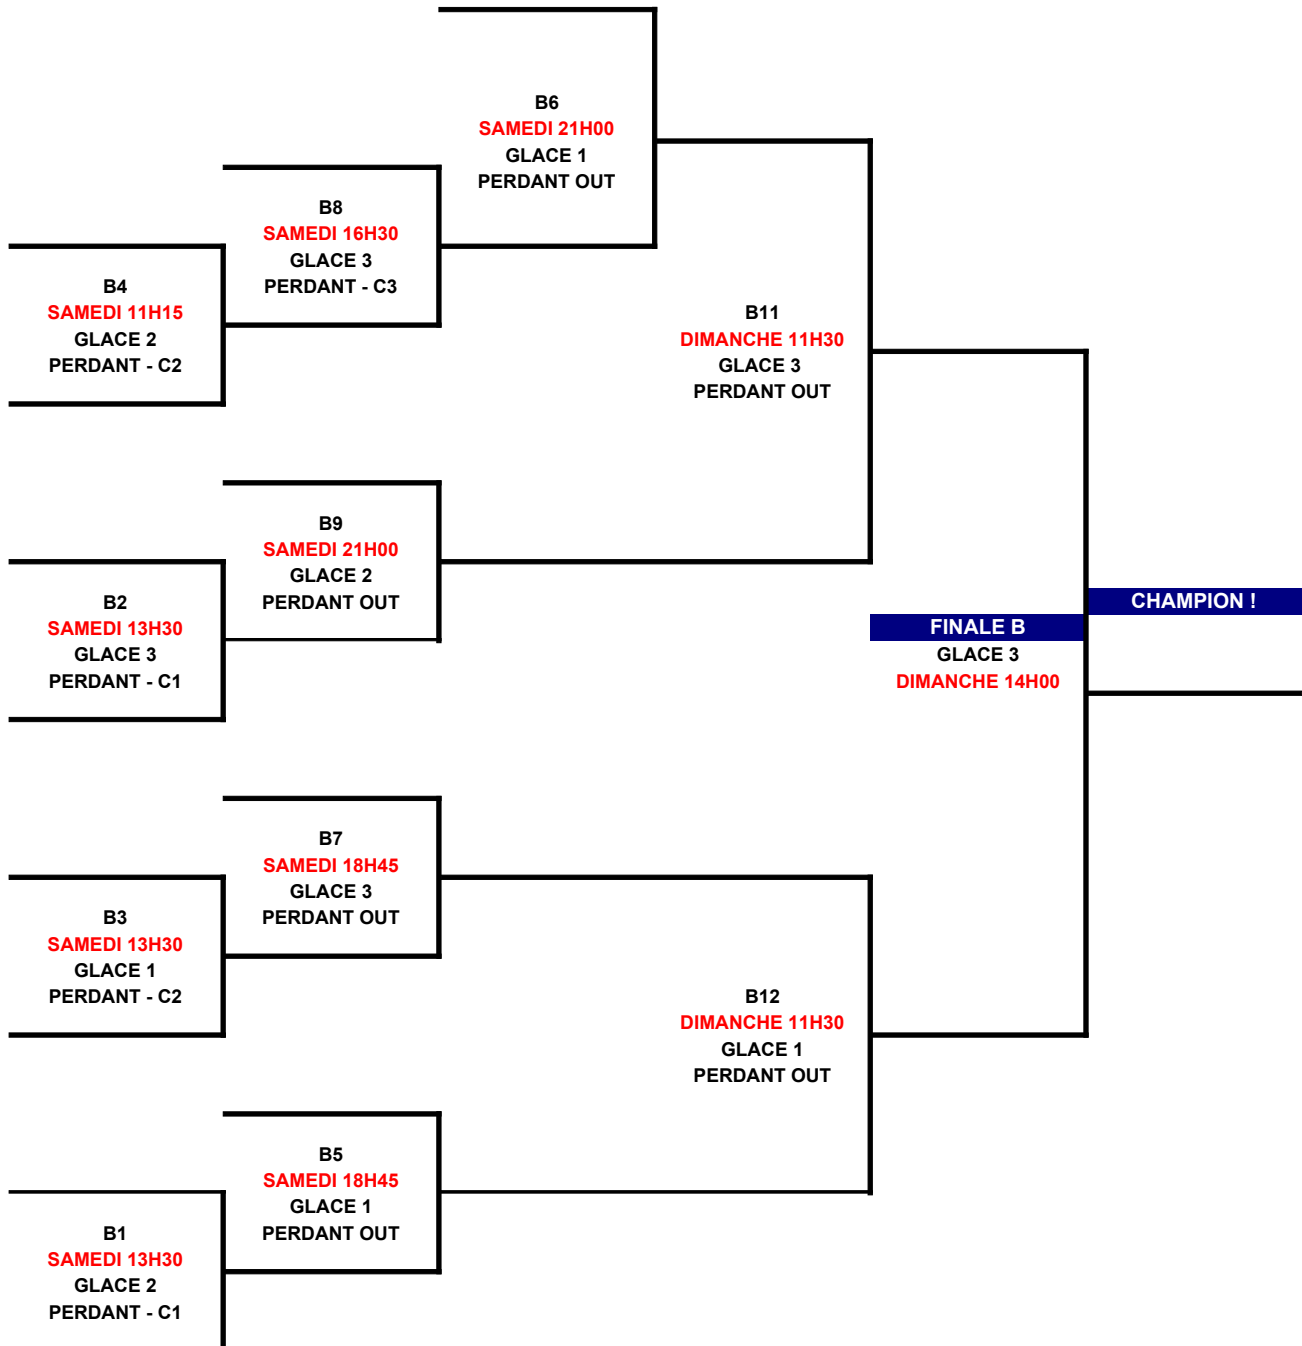 B6
SAMEDI 21H00
GLACE 1
PERDANT OUT
B8
SAMEDI 16H30
GLACE 3
PERDANT - C3
B4
SAMEDI 11H15
GLACE 2
PERDANT - C2
B11
DIMANCHE 11H30
GLACE 3
PERDANT OUT
B9
SAMEDI 21H00
GLACE 2
PERDANT OUT
B2
SAMEDI 13H30
GLACE 3
PERDANT - C1
CHAMPION !
FINALE B
GLACE 3
DIMANCHE 14H00
B7
SAMEDI 18H45
GLACE 3
PERDANT OUT
B3
SAMEDI 13H30
GLACE 1
PERDANT - C2
B12
DIMANCHE 11H30
GLACE 1
PERDANT OUT
B5
SAMEDI 18H45
GLACE 1
PERDANT OUT
B1
SAMEDI 13H30
GLACE 2
PERDANT - C1